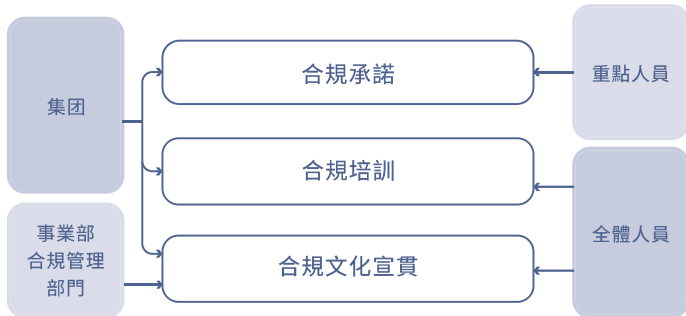 集团
事業部
合規管理
部門
合規承諾
合規培訓
合規文化宣貫
重點人員
全體人員